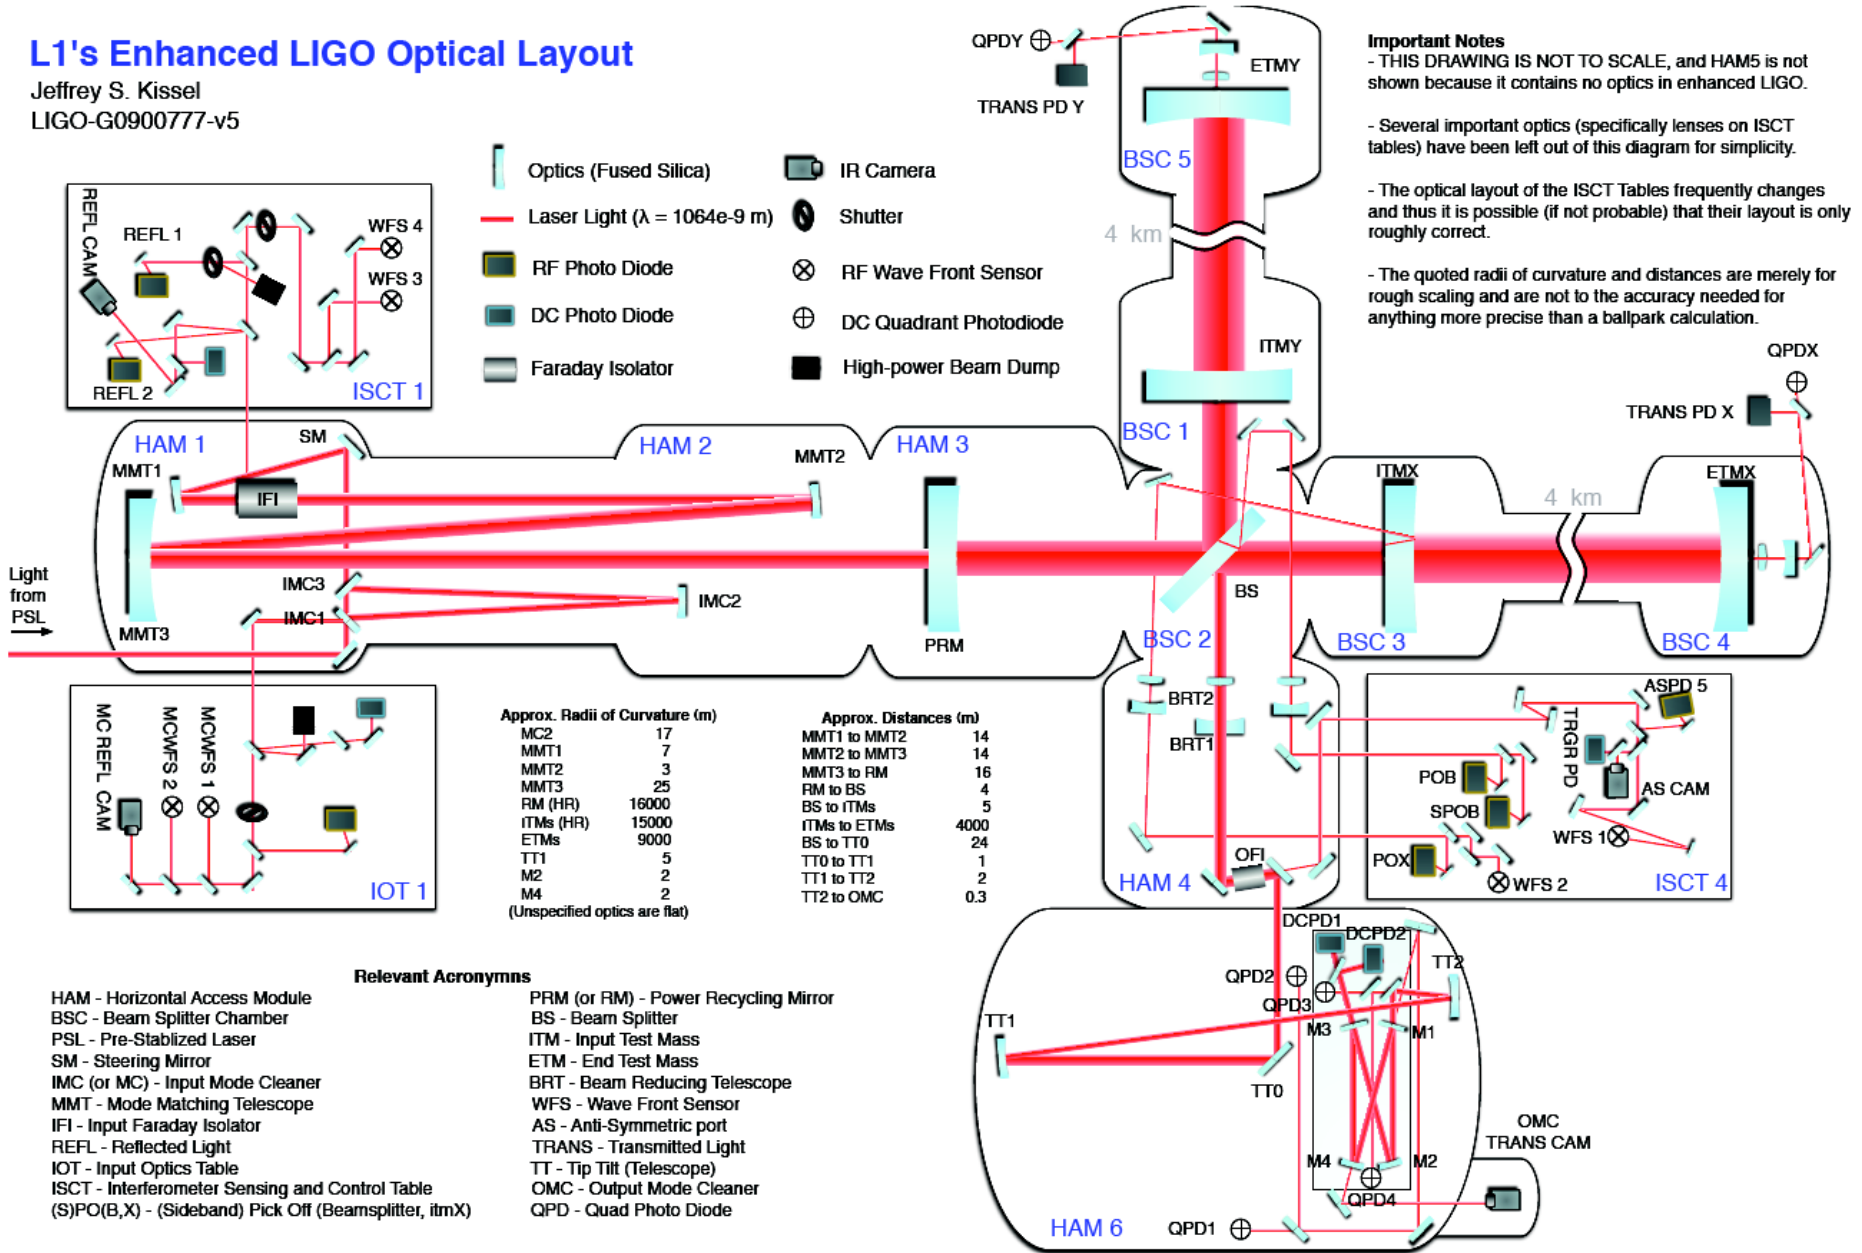 L1's Enhanced LIGO Optical Layout
Jeffrey S. Kissel
LIGO-G0900777-v5
Optics (Fused Silica)
Laser Light (λ = 1064e-9 m)
RF Photo Diode
DC Photo Diode
Faraday Isolator
IR Camera
Shutter
RF Wave Front Sensor
DC Quadrant Photodiode
High-power Beam Dump
Important Notes
- THIS DRAWING IS NOT TO SCALE, and HAM5 is not
shown because it contains no optics in enhanced LIGO.
- Several important optics (specifically lenses on ISCT
tables) have been left out of this diagram for simplicity.
- The optical layout of the ISCT Tables frequently changes
and thus it is possible (if not probable) that their layout is only
roughly correct.
- The quoted radii of curvature and distances are merely for
rough scaling and are not to the accuracy needed for
anything more precise than a ballpark calculation.
QPDY
TRANS PD Y
ETMY
BSC 5
4 km
ITMY
BSC 1
REFL CAM
REFL 1
WFS 4
WFS 3
REFL 2
ISCT 1
HAM 1
SM
MMT1
IFI
HAM 2
MMT2
HAM 3
QPDX
TRANS PD X
ITMX
4 km
ETMX
Light
from
PSL
IMC3
IMC1
IMC2
MMT3
PRM
BS
BSC 2
BSC 3
BSC 4
MC REFL CAM
MCWFS 2
MCWFS 1
IOT 1
Approx. Radii of Curvature (m)
MC2 17
MMT1 7
MMT2 3
MMT3 25
RM (HR) 16000
ITMs (HR) 15000
ETMs 9000
TT1 5
M2 2
M4 2
(Unspecified optics are flat)
Approx. Distances (m)
MMT1 to MMT2 14
MMT2 to MMT3 14
MMT3 to RM 16
RM to BS 4
BS to ITMs 5
ITMs to ETMs 4000
BS to TT0 24
TT0 to TT1 1
TT1 to TT2 2
TT2 to OMC 0.3
BRT2
BRT1
OFI
HAM 4
ASPD 5
TRGR PD
POB
AS CAM
SPOB
WFS 1
POX
WFS 2
ISCT 4
DCPD1
DCPD2
QPD2
TT2
QPD3
TT1
M3
M1
TT0
M4
M2
QPD4
OMC
TRANS CAM
QPD1
HAM 6
Relevant Acronymns
HAM - Horizontal Access Module
BSC - Beam Splitter Chamber
PSL - Pre-Stablized Laser
SM - Steering Mirror
IMC (or MC) - Input Mode Cleaner
MMT - Mode Matching Telescope
IFI - Input Faraday Isolator
REFL - Reflected Light
IOT - Input Optics Table
ISCT - Interferometer Sensing and Control Table
(S)PO(B,X) - (Sideband) Pick Off (Beamsplitter, itmX)
PRM (or RM) - Power Recycling Mirror
BS - Beam Splitter
ITM - Input Test Mass
ETM - End Test Mass
BRT - Beam Reducing Telescope
WFS - Wave Front Sensor
AS - Anti-Symmetric port
TRANS - Transmitted Light
TT - Tip Tilt (Telescope)
OMC - Output Mode Cleaner
QPD - Quad Photo Diode